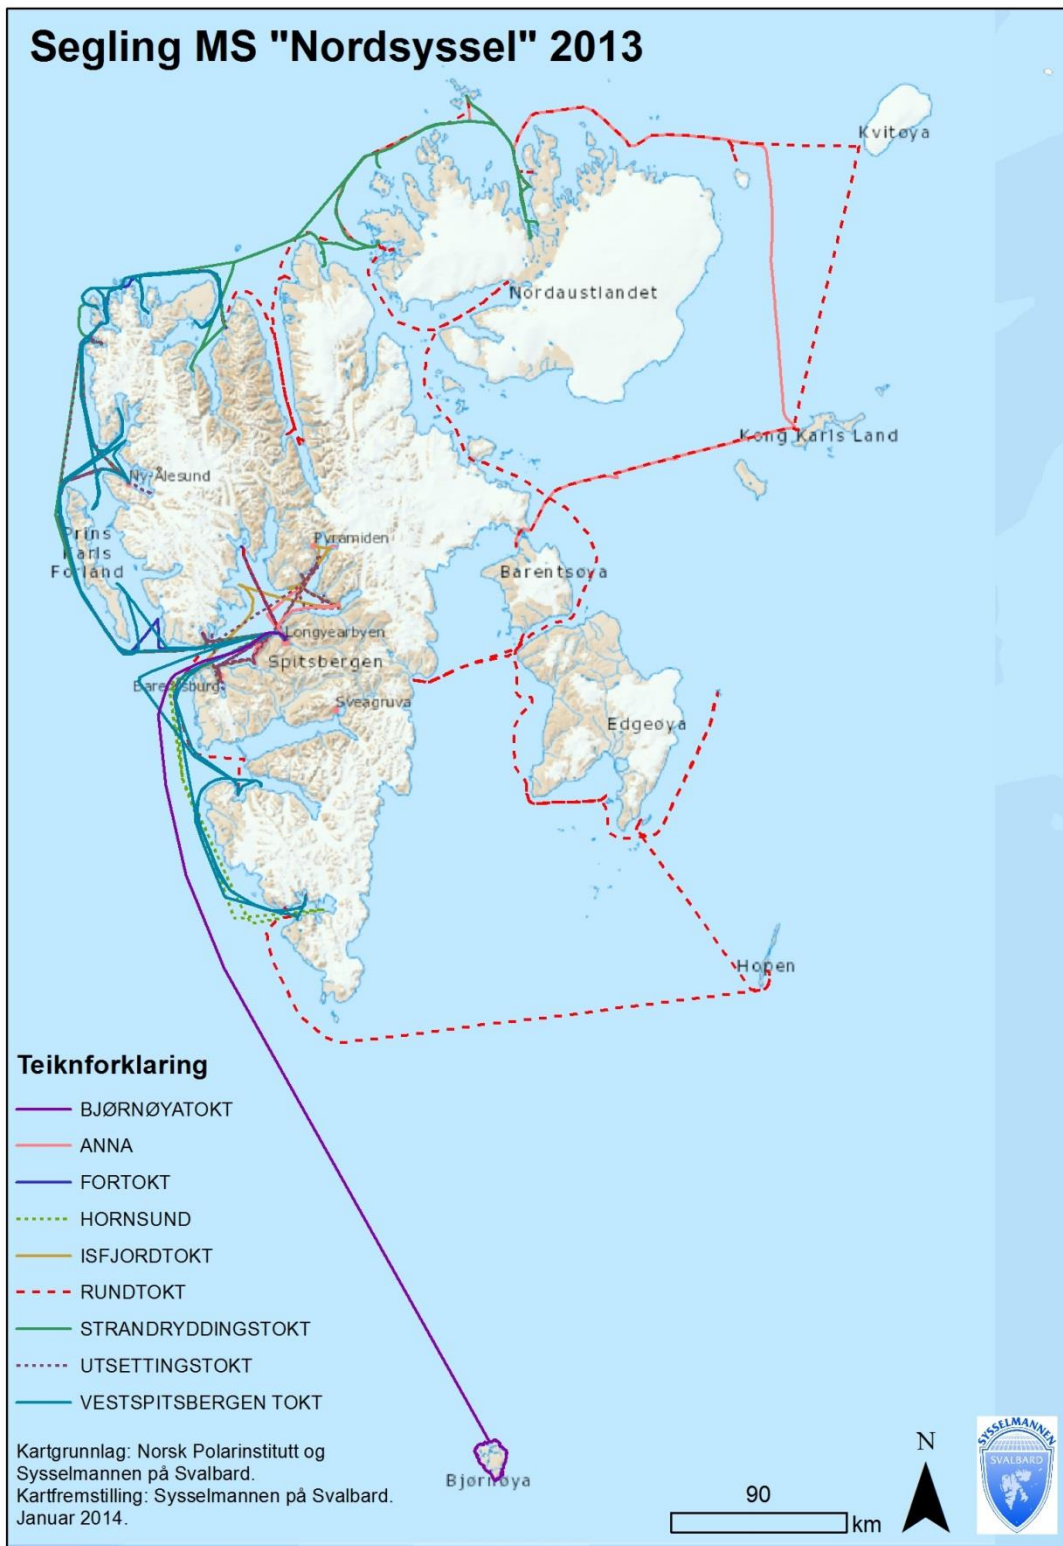 Segling MS "Nordsyssel" 2013
Kvitøya
Nordaustlandet
Kong Karls Land
Ny-Ålesund
Prins
Karls
Forland
Pyramiden
Barentsøya
Longyearbyen
Spitsbergen
Barentsburg
Sveagruva
Edgeøya
Hopen
Teiknforklaring
BJØRNØYATOKT
ANNA
FORTOKT
HORNSUND
ISFJORDTOKT
RUNDTOKT
STRANDRYDDINGSTOKT
UTSETTINGSTOKT
VESTSPITSBERGEN TOKT
Kartgrunnlag: Norsk Polarinstitutt og
Sysselmannen på Svalbard.
Kartfremstilling: Sysselmannen på Svalbard.
Januar 2014.
Bjørnøya
90
km
N
SYSSELMANNEN
SVALBARD